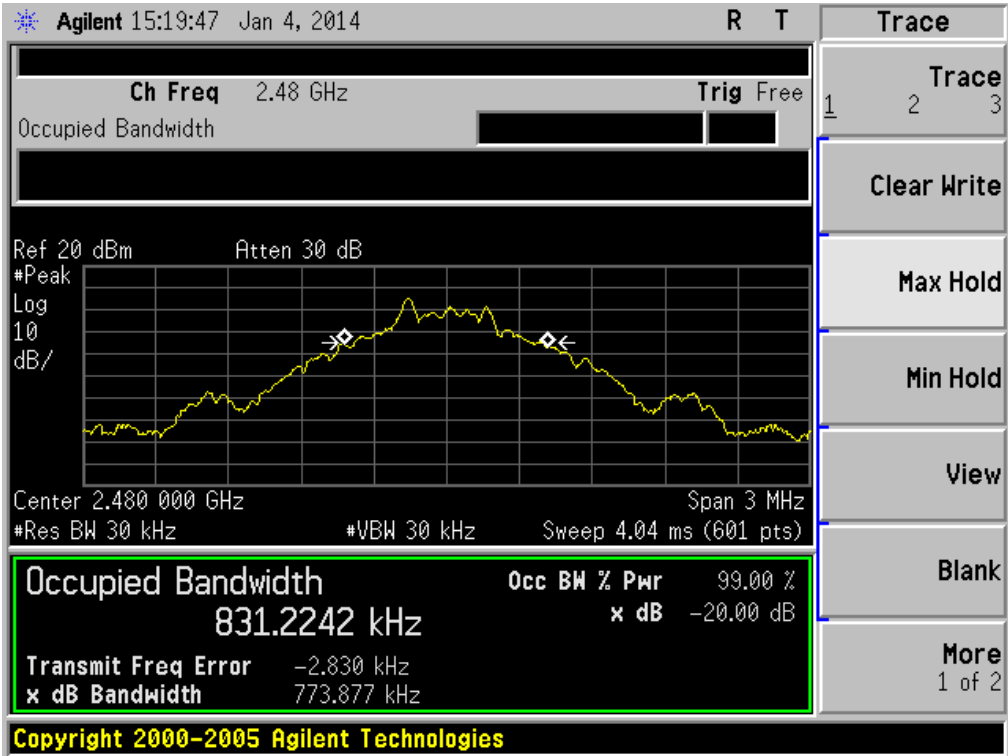 Agilent 15:19:47 Jan 4, 2014 R T Trace
Ch Freq 2.48 GHz Trig Free
Occupied Bandwidth
Trace
1 2 3
Clear Write
Max Hold
Min Hold
View
Blank
More
1 of 2
Ref 20 dBm Atten 30 dB
#Peak
Log
10
dB/
Center 2.480 000 GHz Span 3 MHz
#Res BW 30 kHz #VBW 30 kHz Sweep 4.04 ms (601 pts)
Occupied Bandwidth Occ BW % Pwr 99.00 %
831.2242 kHz x dB -20.00 dB
Transmit Freq Error -2.830 kHz
x dB Bandwidth 773.877 kHz
Copyright 2000-2005 Agilent Technologies